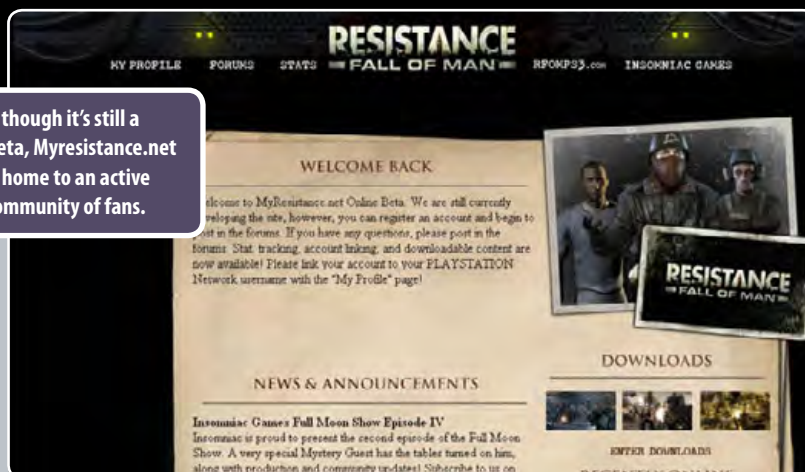 RESISTANCE
FALL OF MAN
MY PROFILE FORUMS STATS RFOMPS3.COM INSOMNIAC GAMES
though it's still a
eta, Myresistance.net
home to an active
ommunity of fans.
WELCOME BACK
elcome to MyResistance.net Online Beta. We are still currently
veloping the site, however, you can register an account and begin to
ost in the forums. If you have any questions, please post in the
forums. Stat tracking, account linking, and downloadable content are
now available! Please link your account to your PLAYSTATION
Network username with the "My Profile" page!
RESISTANCE
FALL OF MAN
NEWS & ANNOUNCEMENTS
Insomniac Games Full Moon Show Episode IV
Insomniac is proud to present the second episode of the Full Moon
Show. A very special Mystery Guest has the tables turned on him,
along with production and community updates! Subscribe to us on
DOWNLOADS
ENTER DOWNLOADS